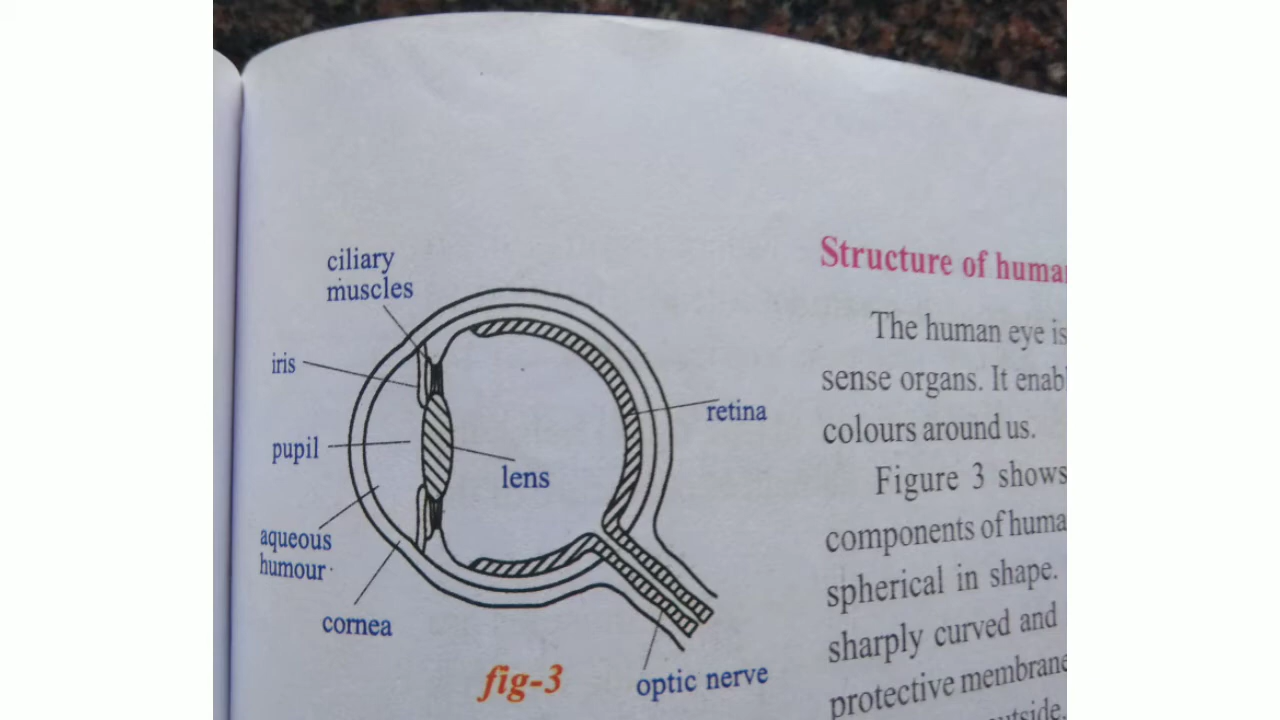 ciliary
muscles
iris
pupil
aqueous
humour
cornea
lens
retina
optic nerve
fig-3
Structure of huma
The human eye is
sense organs. It enab
colours around us.
Figure 3 shows
components of huma
spherical in shape.
sharply curved and
protective membrane
outside.